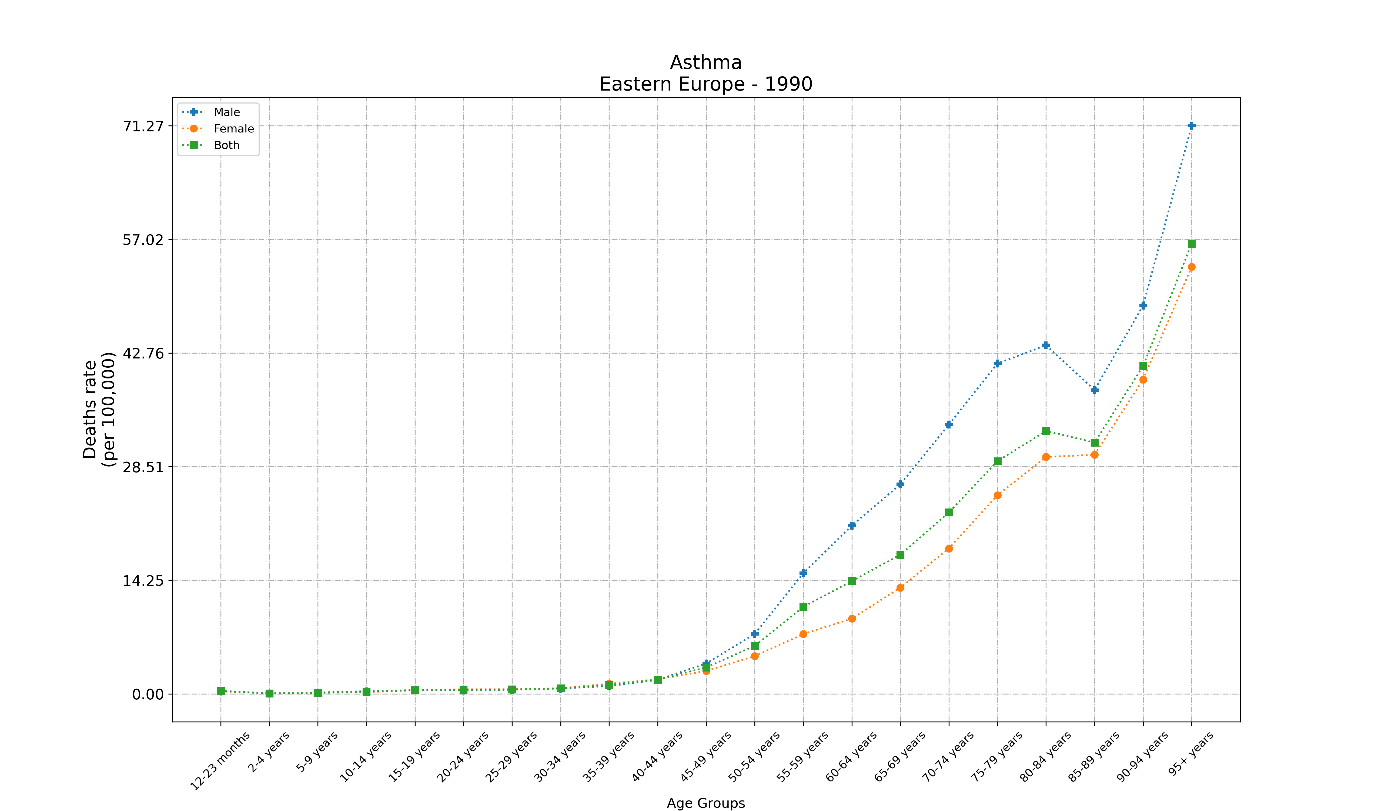 Asthma
Eastern Europe - 1990
Male
Female
Both
71.27
57.02
42.76
28.51
14.25
0.00
Deaths rate
(per 100,000)
12-23 months
2-4 years
5-9 years
10-14 years
15-19 years
20-24 years
25-29 years
30-34 years
35-39 years
40-44 years
45-49 years
50-54 years
55-59 years
60-64 years
65-69 years
70-74 years
75-79 years
80-84 years
85-89 years
90-94 years
95+ years
Age Groups